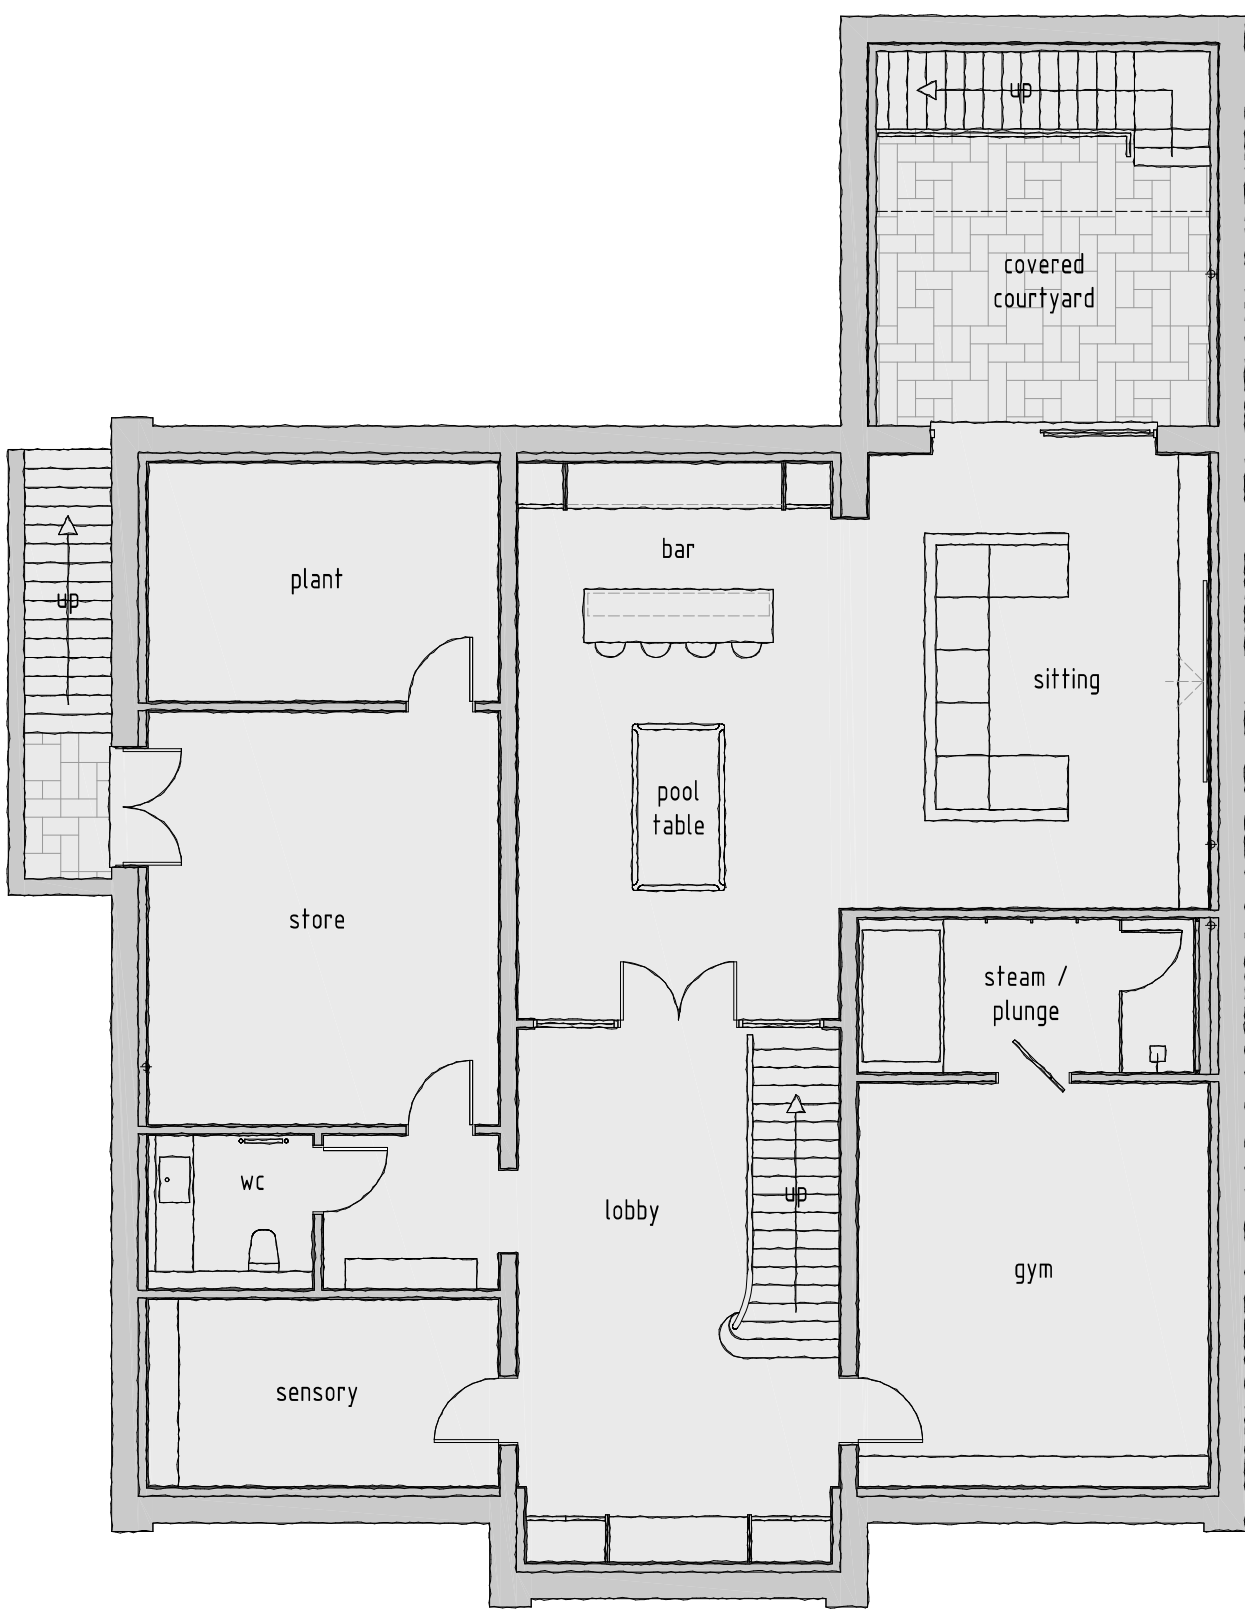 up
covered
courtyard
bar
plant
up
sitting
pool
table
store
steam /
plunge
wc
up
lobby
gym
sensory